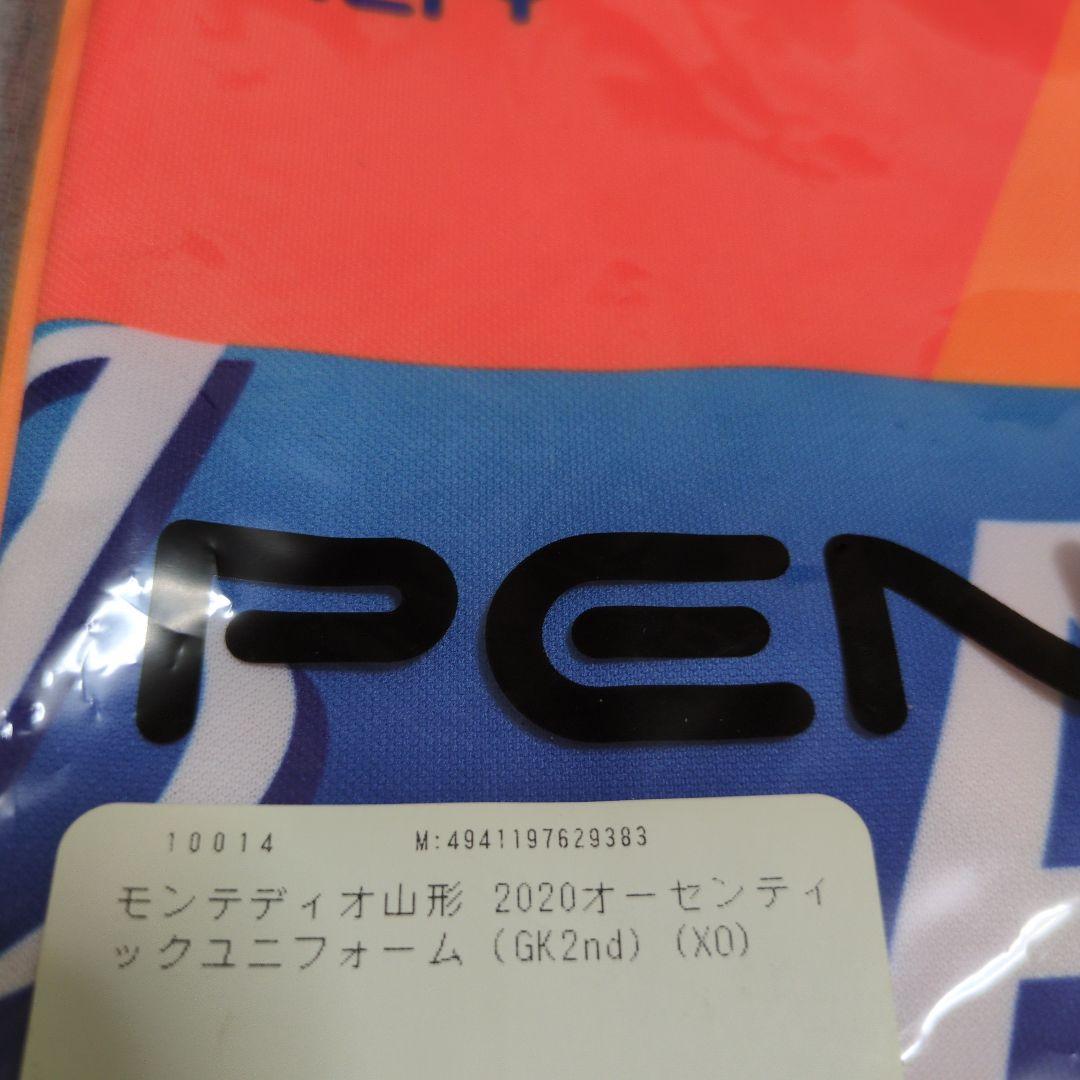 PEN
10014 M:4941197629383
モンテディオ山形 2020オーセンティ
ックユニフォーム (GK2nd) (XO)